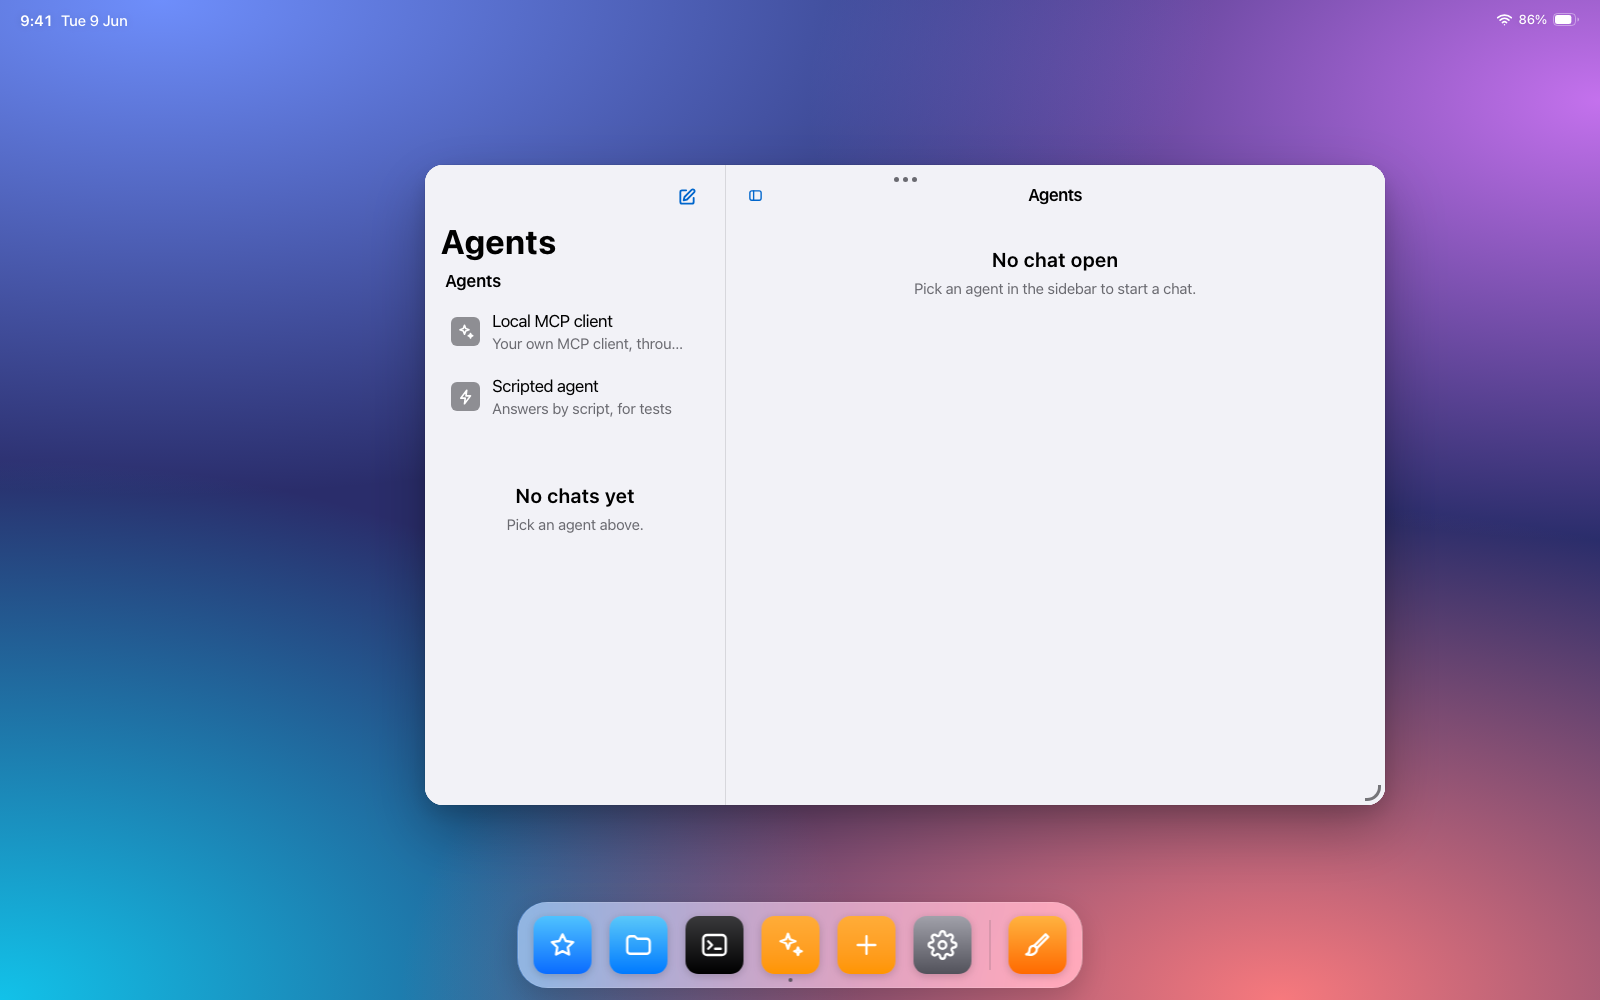 9:41 Tue 9 Jun
86%
Agents
Agents
Local MCP client
Your own MCP client, throu...
Scripted agent
Answers by script, for tests
No chats yet
Pick an agent above.
Agents
No chat open
Pick an agent in the sidebar to start a chat.